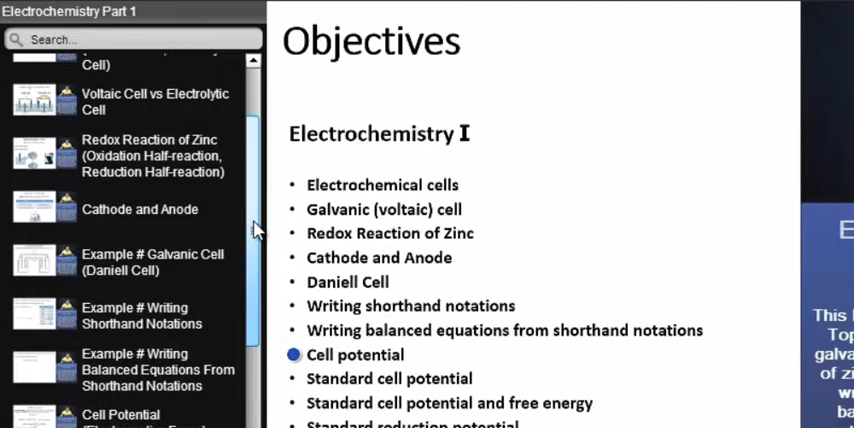 Electrochemistry Part 1
Search...
Cell)
Voltaic Cell vs Electrolytic
Cell
Redox Reaction of Zinc
(Oxidation Half-reaction,
Reduction Half-reaction)
Cathode and Anode
Example # Galvanic Cell
(Daniell Cell)
Example # Writing
Shorthand Notations
Example # Writing
Balanced Equations From
Shorthand Notations
Cell Potential
Objectives
Electrochemistry I
• Electrochemical cells
• Galvanic (voltaic) cell
• Redox Reaction of Zinc
• Cathode and Anode
• Daniell Cell
• Writing shorthand notations
• Writing balanced equations from shorthand notations
Cell potential
• Standard cell potential
• Standard cell potential and free energy
• Standard reduction potential
E
This
Top
galva
of zi
w
ba